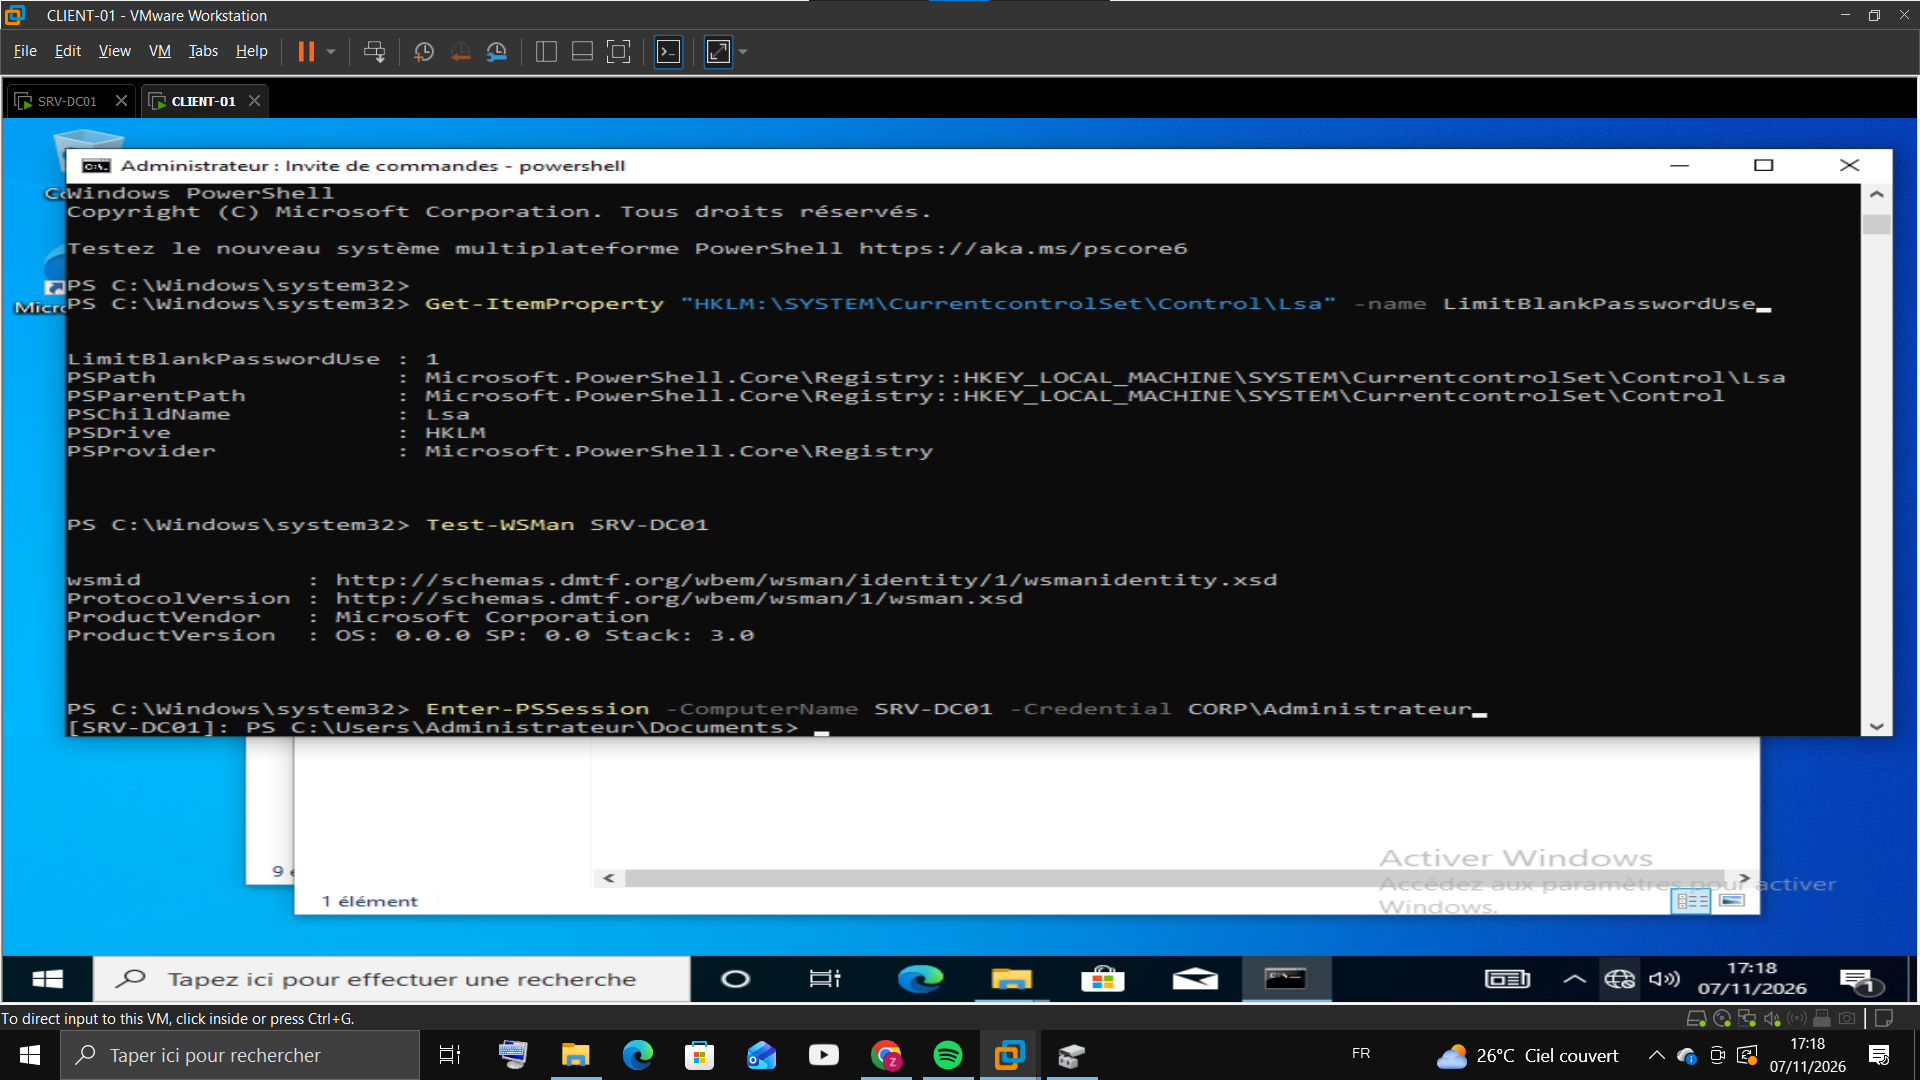 CLIENT-01 - VMware Workstation
File Edit View VM Tabs Help
SRV-DC01
CLIENT-01
Administrateur : Invite de commandes - powershell
Windows PowerShell
Copyright (C) Microsoft Corporation. Tous droits réservés.
Testez le nouveau système multiplateforme PowerShell https://aka.ms/pscore6
PS C:\Windows\system32>
PS C:\Windows\system32> Get-ItemProperty "HKLM:\SYSTEM\CurrentcontrolSet\Control\Lsa" -name LimitBlankPasswordUse
LimitBlankPasswordUse : 1
PSPath : Microsoft.PowerShell.Core\Registry::HKEY_LOCAL_MACHINE\SYSTEM\CurrentcontrolSet\Control\Lsa
PSParentPath : Microsoft.PowerShell.Core\Registry::HKEY_LOCAL_MACHINE\SYSTEM\CurrentcontrolSet\Control
PSChildName : Lsa
PSDrive : HKLM
PSProvider : Microsoft.PowerShell.Core\Registry
PS C:\Windows\system32> Test-WSMan SRV-DC01
wsmid : http://schemas.dmtf.org/wbem/wsman/identity/1/wsmanidentity.xsd
ProtocolVersion : http://schemas.dmtf.org/wbem/wsman/1/wsman.xsd
ProductVendor : Microsoft Corporation
ProductVersion : OS: 0.0.0 SP: 0.0 Stack: 3.0
PS C:\Windows\system32> Enter-PSSession -ComputerName SRV-DC01 -Credential CORP\Administrateur
[SRV-DC01]: PS C:\Users\Administrateur\Documents>
9
1 élément
Activer Windows
Accédez aux paramètres pour activer
Windows.
Tapez ici pour effectuer une recherche
17:18
07/11/2026
1
To direct input to this VM, click inside or press Ctrl+G.
Taper ici pour rechercher
FR
26°C Ciel couvert
17:18
07/11/2026